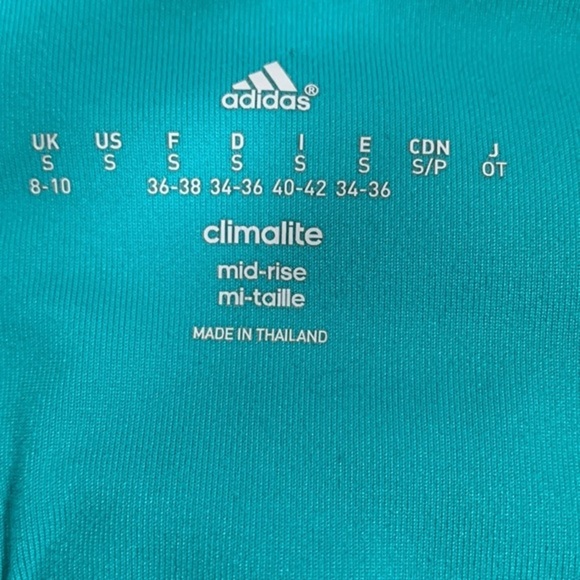 adidas®
UK US F D I E CDN J
S S S S S S S/P OT
8-10 36-38 34-36 40-42 34-36
climalite
mid-rise
mi-taille
MADE IN THAILAND